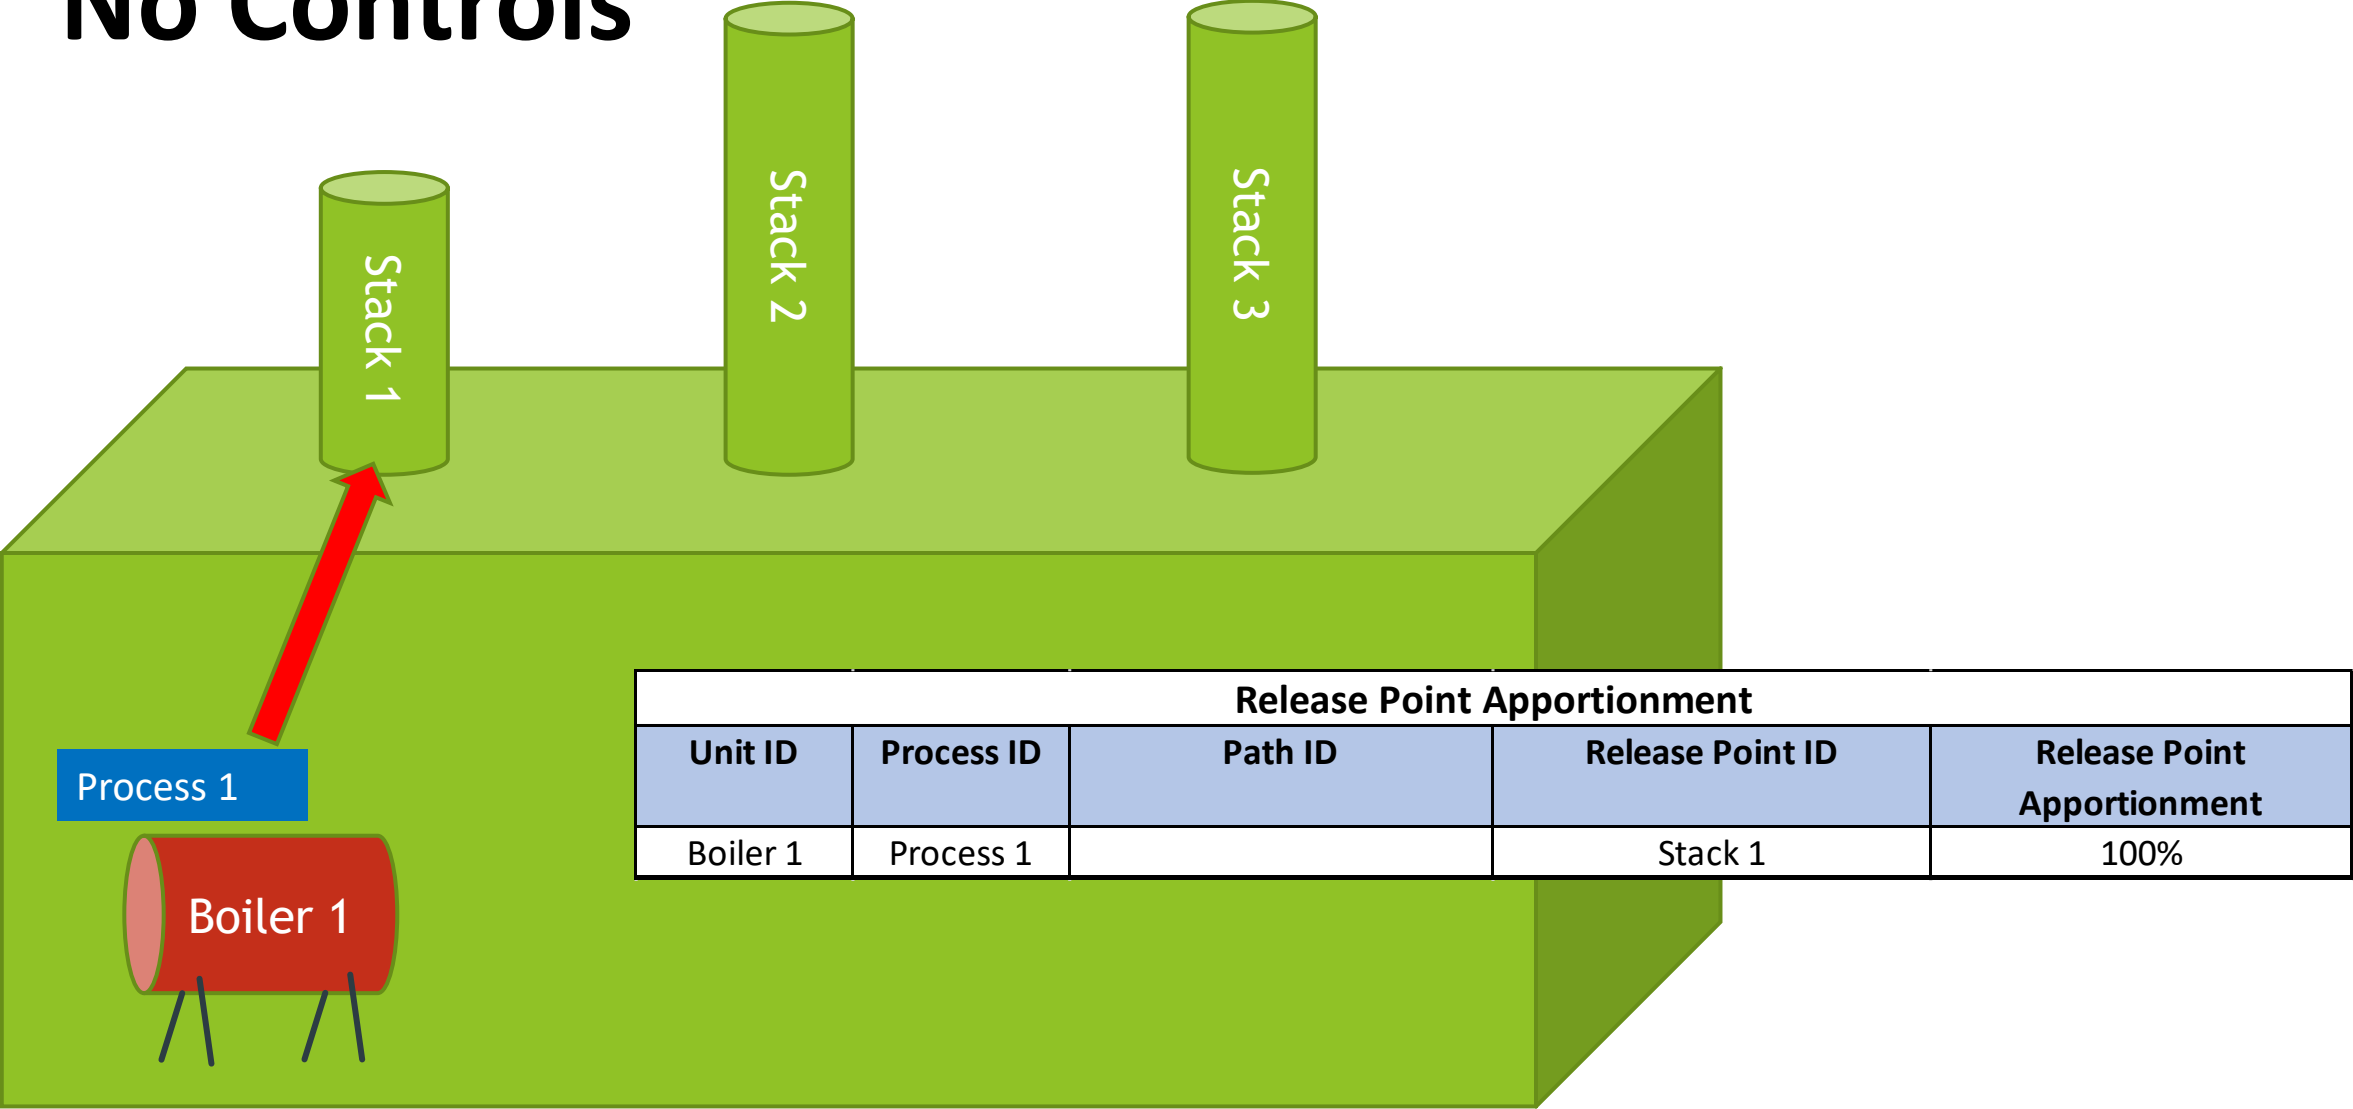 No Controls
Stack 1
Stack 2
Stack 3
Process 1
Boiler 1
Release Point Apportionment
Unit ID Process ID Path ID Release Point ID Release Point Apportionment
Boiler 1 Process 1 Stack 1 100%